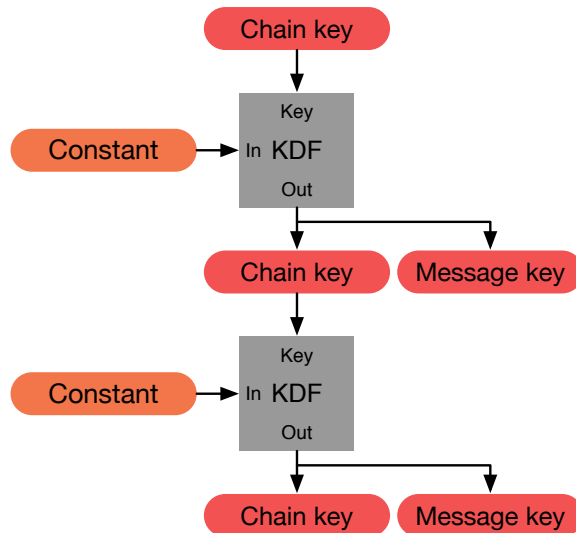 Chain key
Key
Constant
In KDF
Out
Chain key
Message key
Key
Constant
In KDF
Out
Chain key
Message key